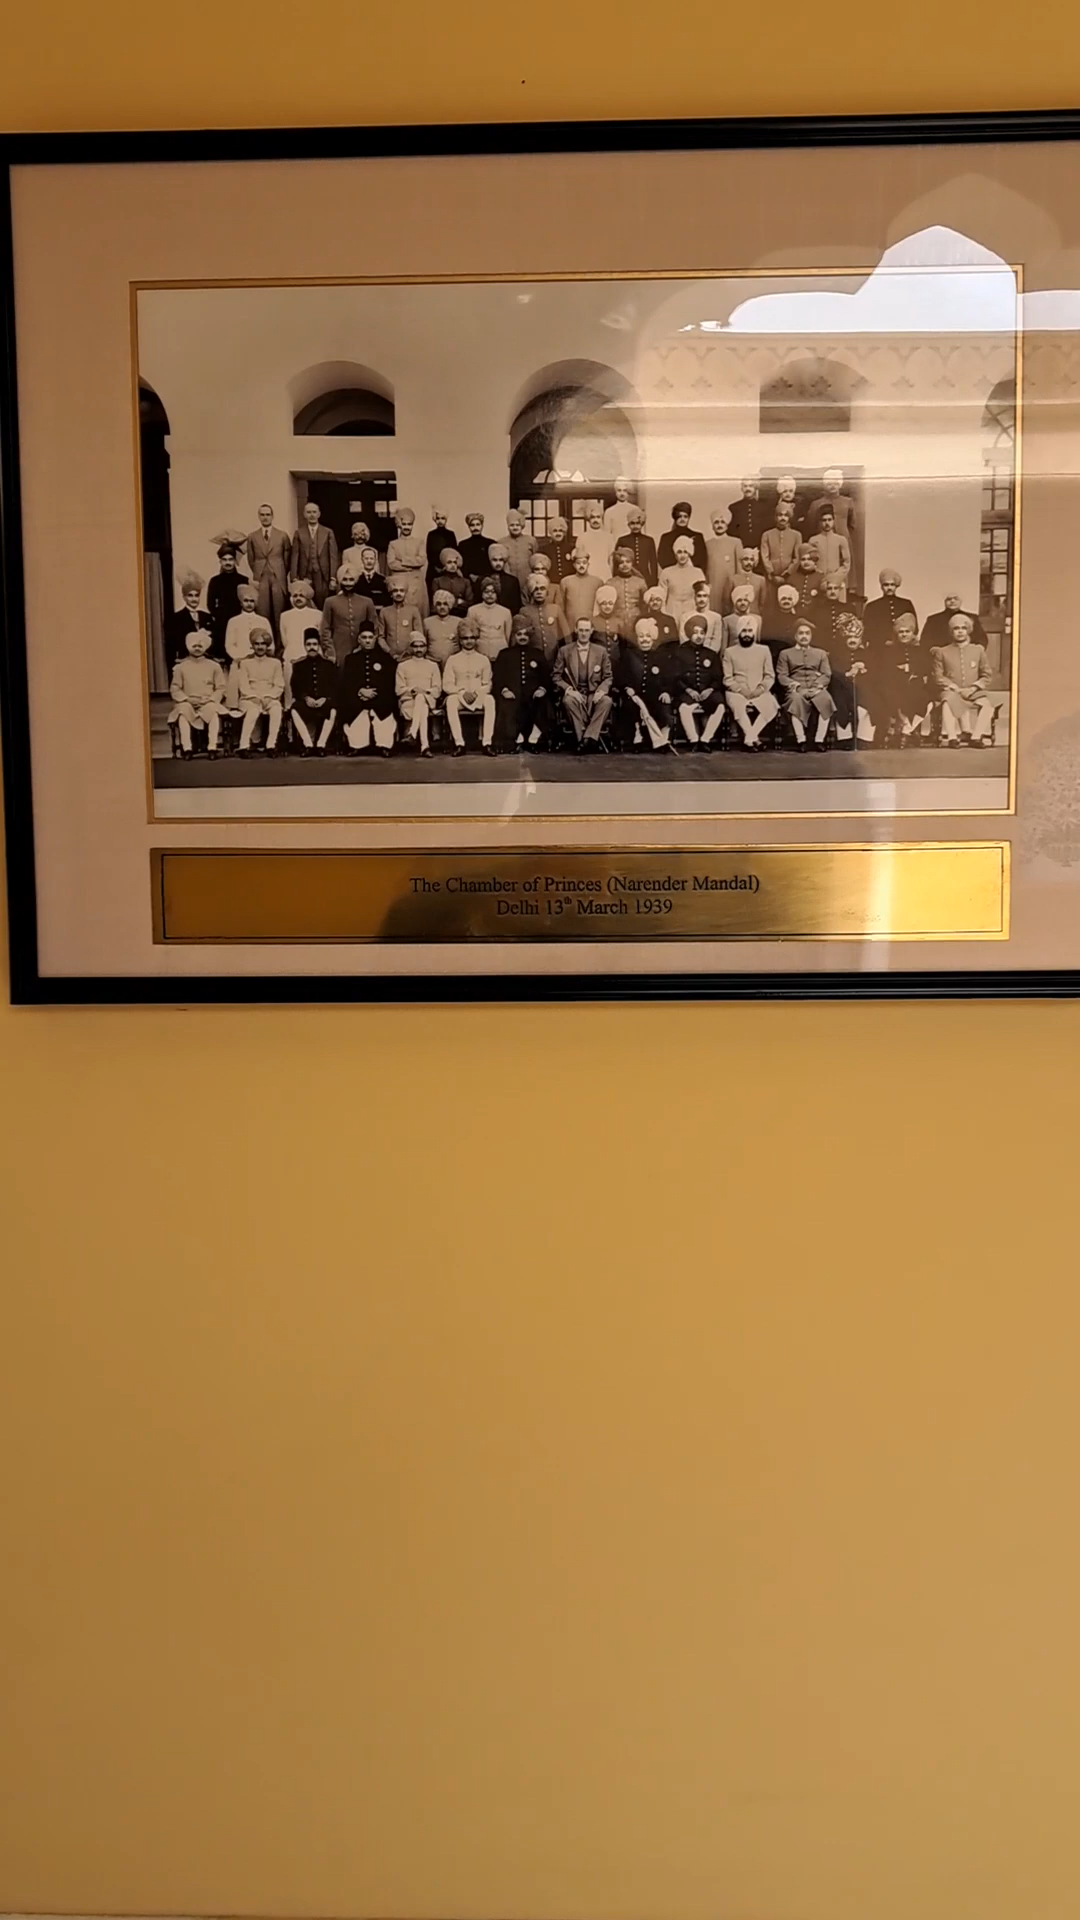 The Chamber of Princes (Narender Mandal)
Delhi 13th March 1939